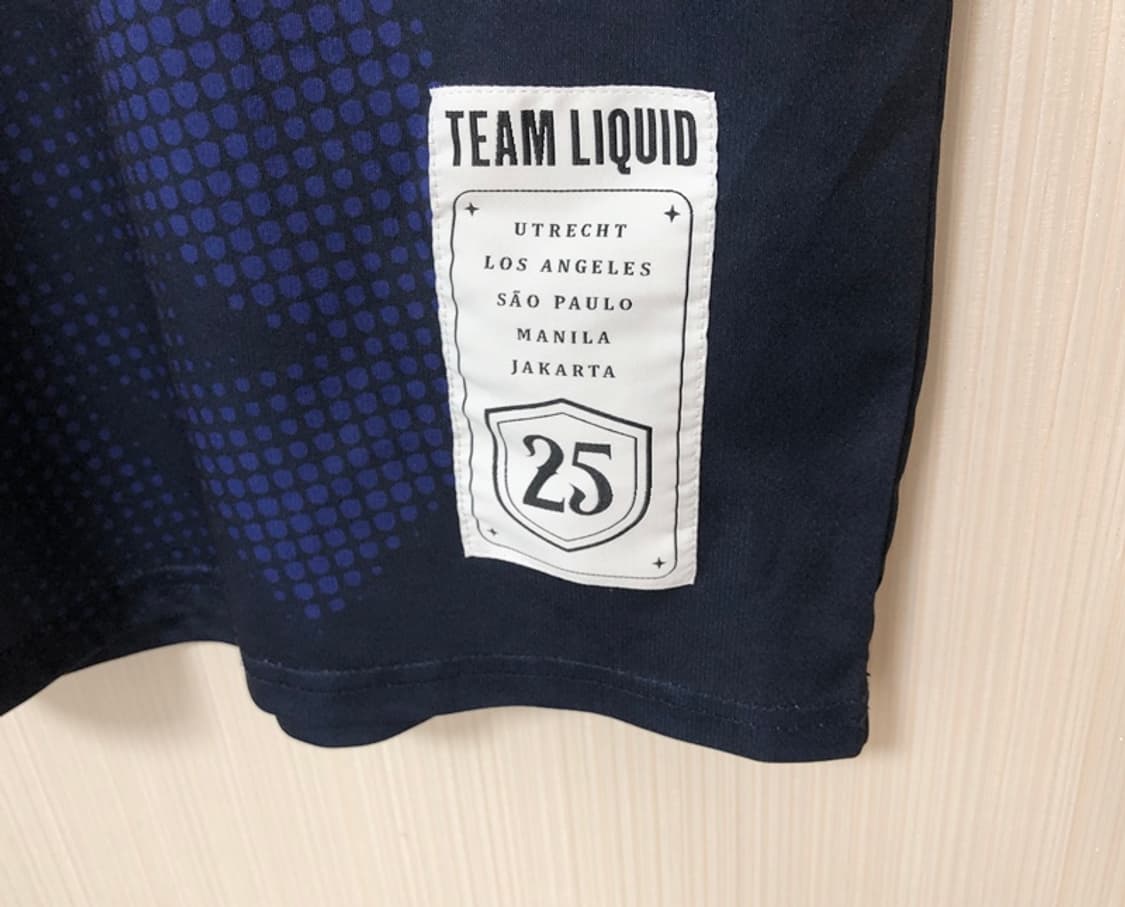 TEAM LIQUID
UTRECHT
LOS ANGELES
SÃO PAULO
MANILA
JAKARTA
25